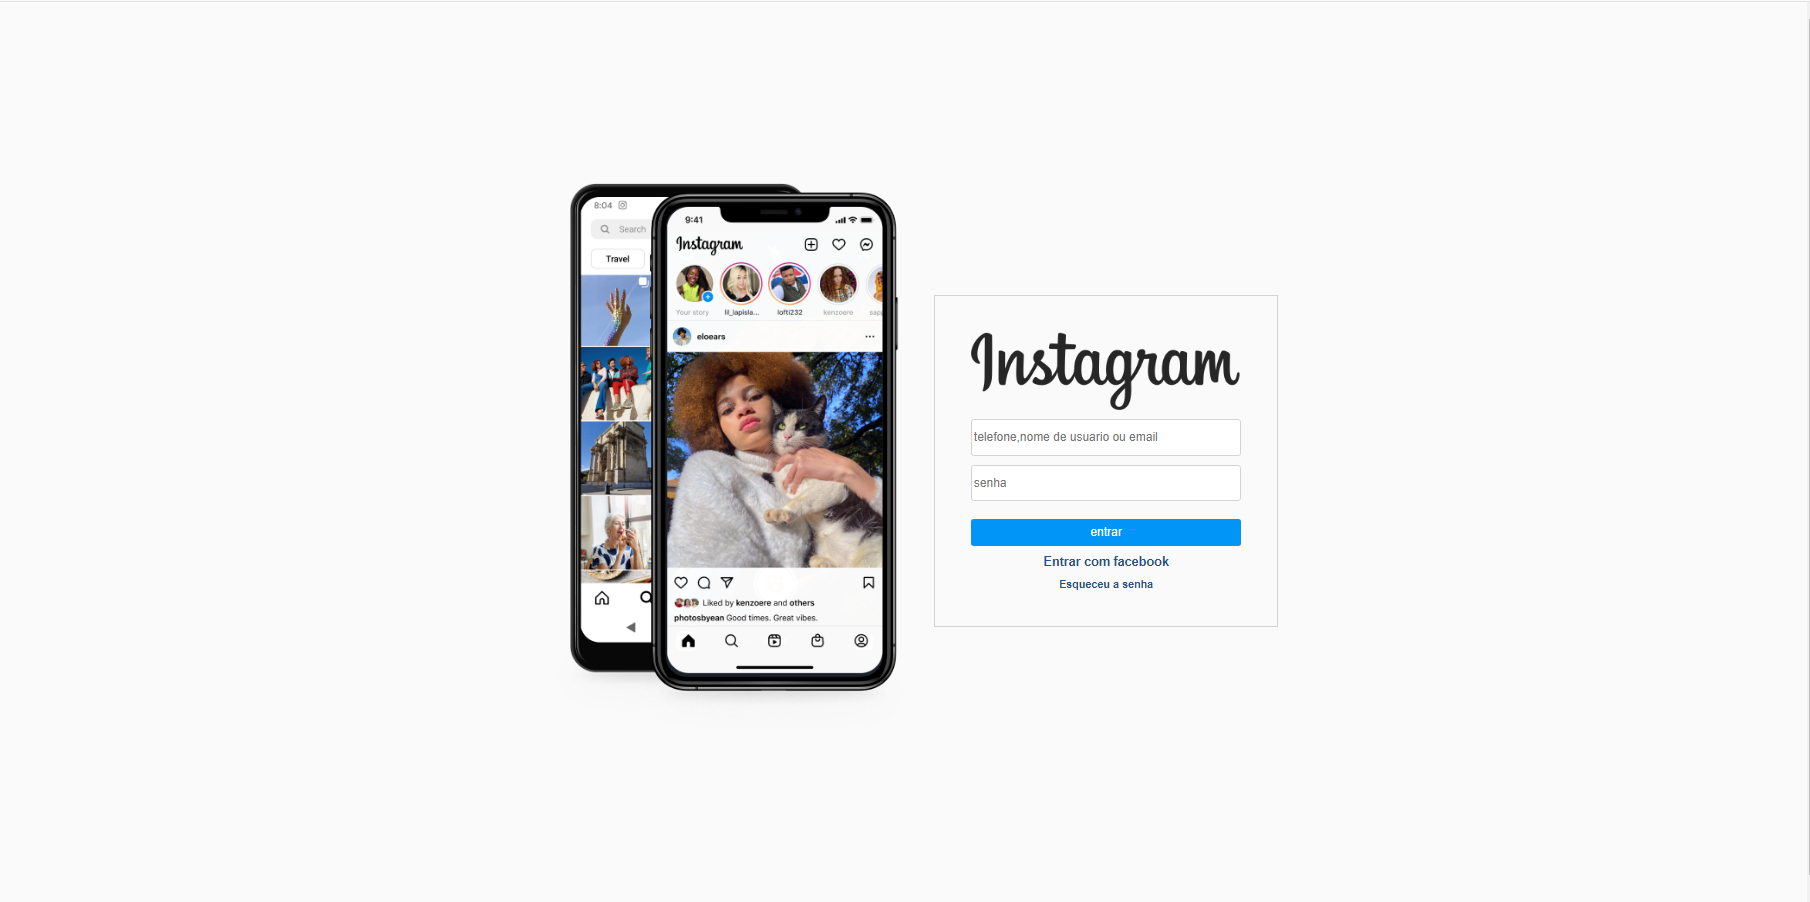 8:04
Search
Travel
9:41
Instagram
Your story
lil_lapisla...
lofti232
kenzoere
sapp
eloears
Liked by kenzoere and others
photosbyean Good times. Great vibes.
Instagram
telefone,nome de usuario ou email
senha
entrar
Entrar com facebook
Esqueceu a senha